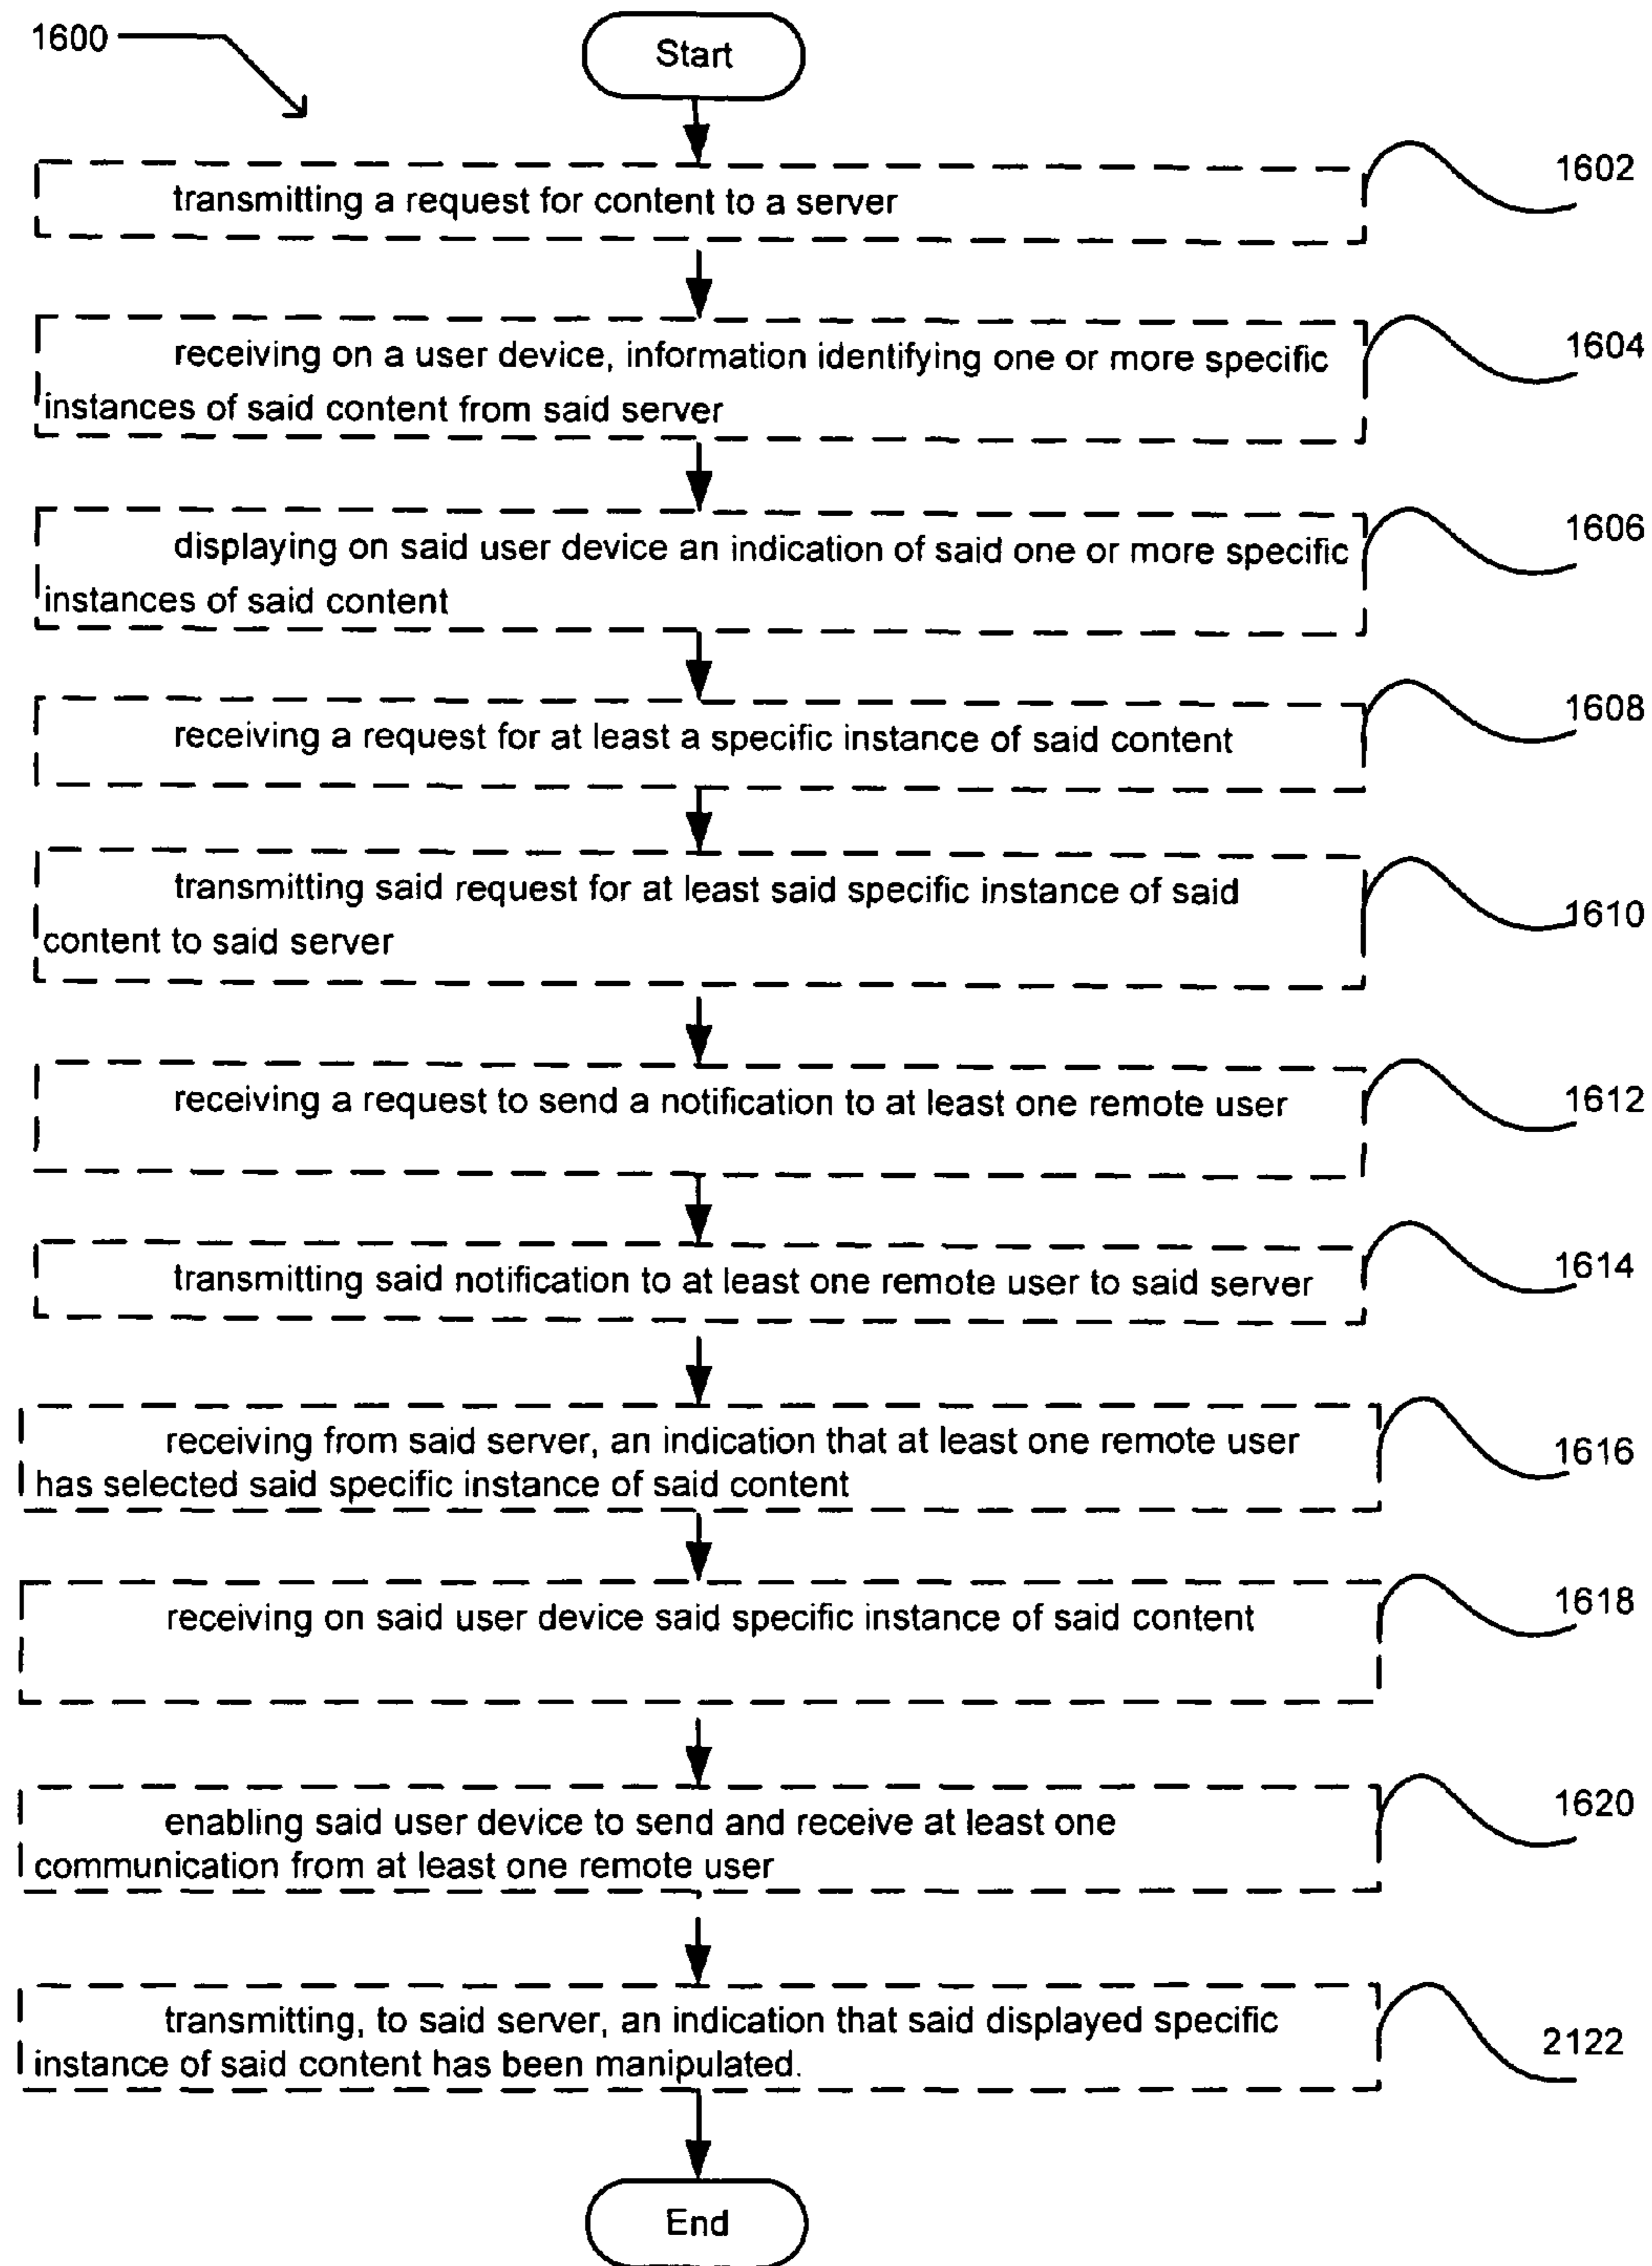 1600
Start
1602
transmitting a request for content to a server
1604
receiving on a user device, information identifying one or more specific
instances of said content from said server
1606
displaying on said user device an indication of said one or more specific
instances of said content
1608
receiving a request for at least a specific instance of said content
1610
transmitting said request for at least said specific instance of said
content to said server
1612
receiving a request to send a notification to at least one remote user
1614
transmitting said notification to at least one remote user to said server
1616
receiving from said server, an indication that at least one remote user
has selected said specific instance of said content
1618
receiving on said user device said specific instance of said content
1620
enabling said user device to send and receive at least one
communication from at least one remote user
2122
transmitting, to said server, an indication that said displayed specific
instance of said content has been manipulated.
End